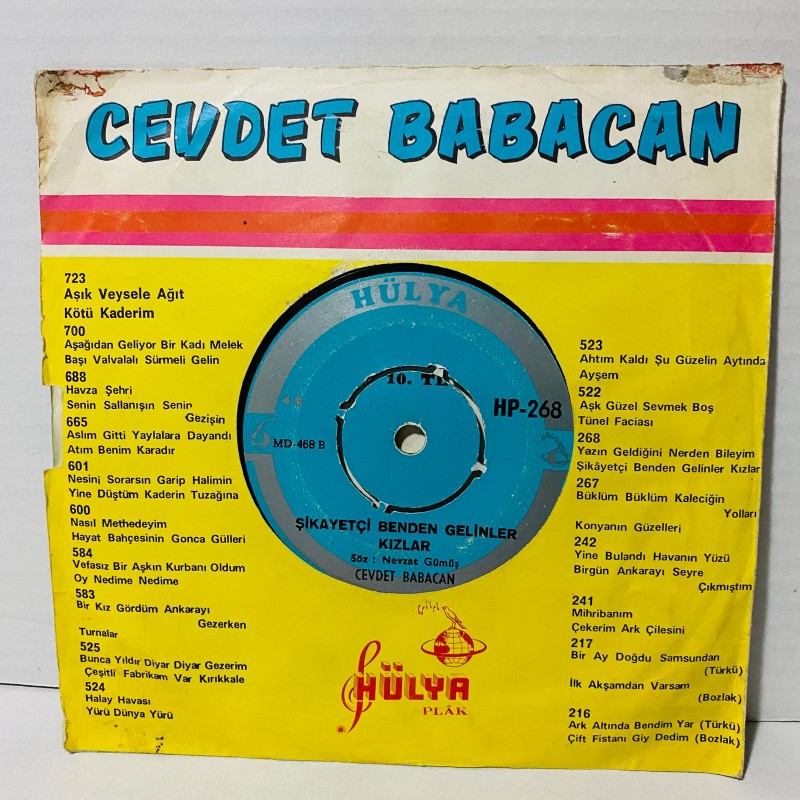 CEVDET BABACAN
723
Aşık Veysele Ağıt
Kötü Kaderim
700
Aşağıdan Geliyor Bir Kadı Melek
Başı Valvalalı Sürmeli Gelin
688
Havza Şehri
Senin Sallanışın Senin
Gezişin
665
Aslım Gitti Yaylalara Dayandı
Atım Benim Karadır
601
Nesini Sorarsın Garip Halimin
Yine Düştüm Kaderin Tuzağına
600
Nasıl Methedeyim
Hayat Bahçesinin Gonca Gülleri
584
Vefasız Bir Aşkın Kurbanı Oldum
Oy Nedime Nedime
583
Bir Kız Gördüm Ankarayı
Gezerken
Turnalar
525
Bunca Yıldır Diyar Diyar Gezerim
Çeşitli Fabrikam Var Kırıkkale
524
Halay Havası
Yürü Dünya Yürü
HÜLYA
10. TL
HP-268
45
MD-468 B
ŞİKAYETÇİ BENDEN GELİNLER
KIZLAR
Söz : Nevzat Gümüş
CEVDET BABACAN
HÜLYA
PLÂK
523
Ahtım Kaldı Şu Güzelin Aytında
Ayşem
522
Aşk Güzel Sevmek Boş
Tünel Faciası
268
Yazın Geldiğini Nerden Bileyim
Şikâyetçi Benden Gelinler Kızlar
267
Büklüm Büklüm Kaleciğin
Yolları
Konyanın Güzelleri
242
Yine Bulandı Havanın Yüzü
Birgün Ankarayı Seyre
Çıkmıştım
241
Mihribanım
Çekerim Ark Çilesini
217
Bir Ay Doğdu Samsundan
(Türkü)
İlk Akşamdan Varsam
(Bozlak)
216
Ark Altında Bendim Yar (Türkü)
Çift Fistanı Giy Dedim (Bozlak)